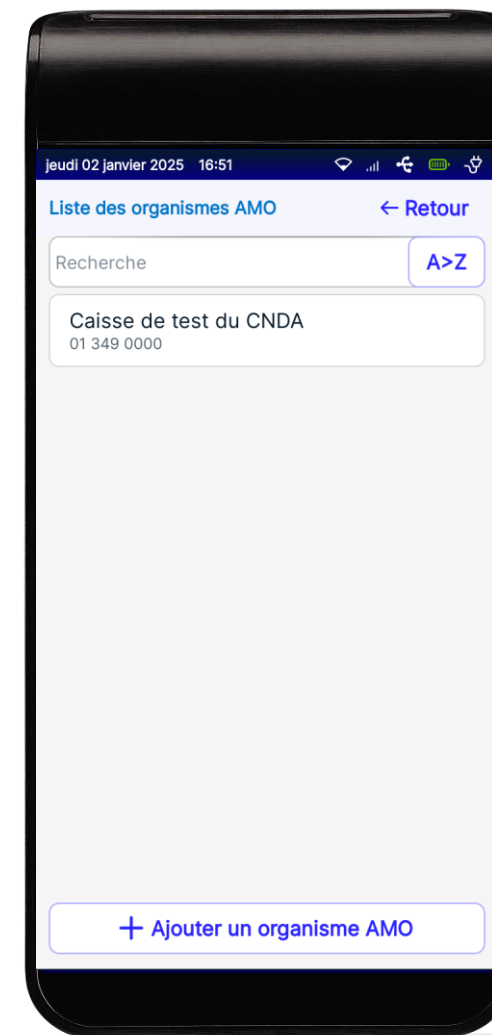 jeudi 02 janvier 2025 16:51
Liste des organismes AMO
← Retour
Recherche
A>Z
Caisse de test du CNDA
01 349 0000
+ Ajouter un organisme AMO